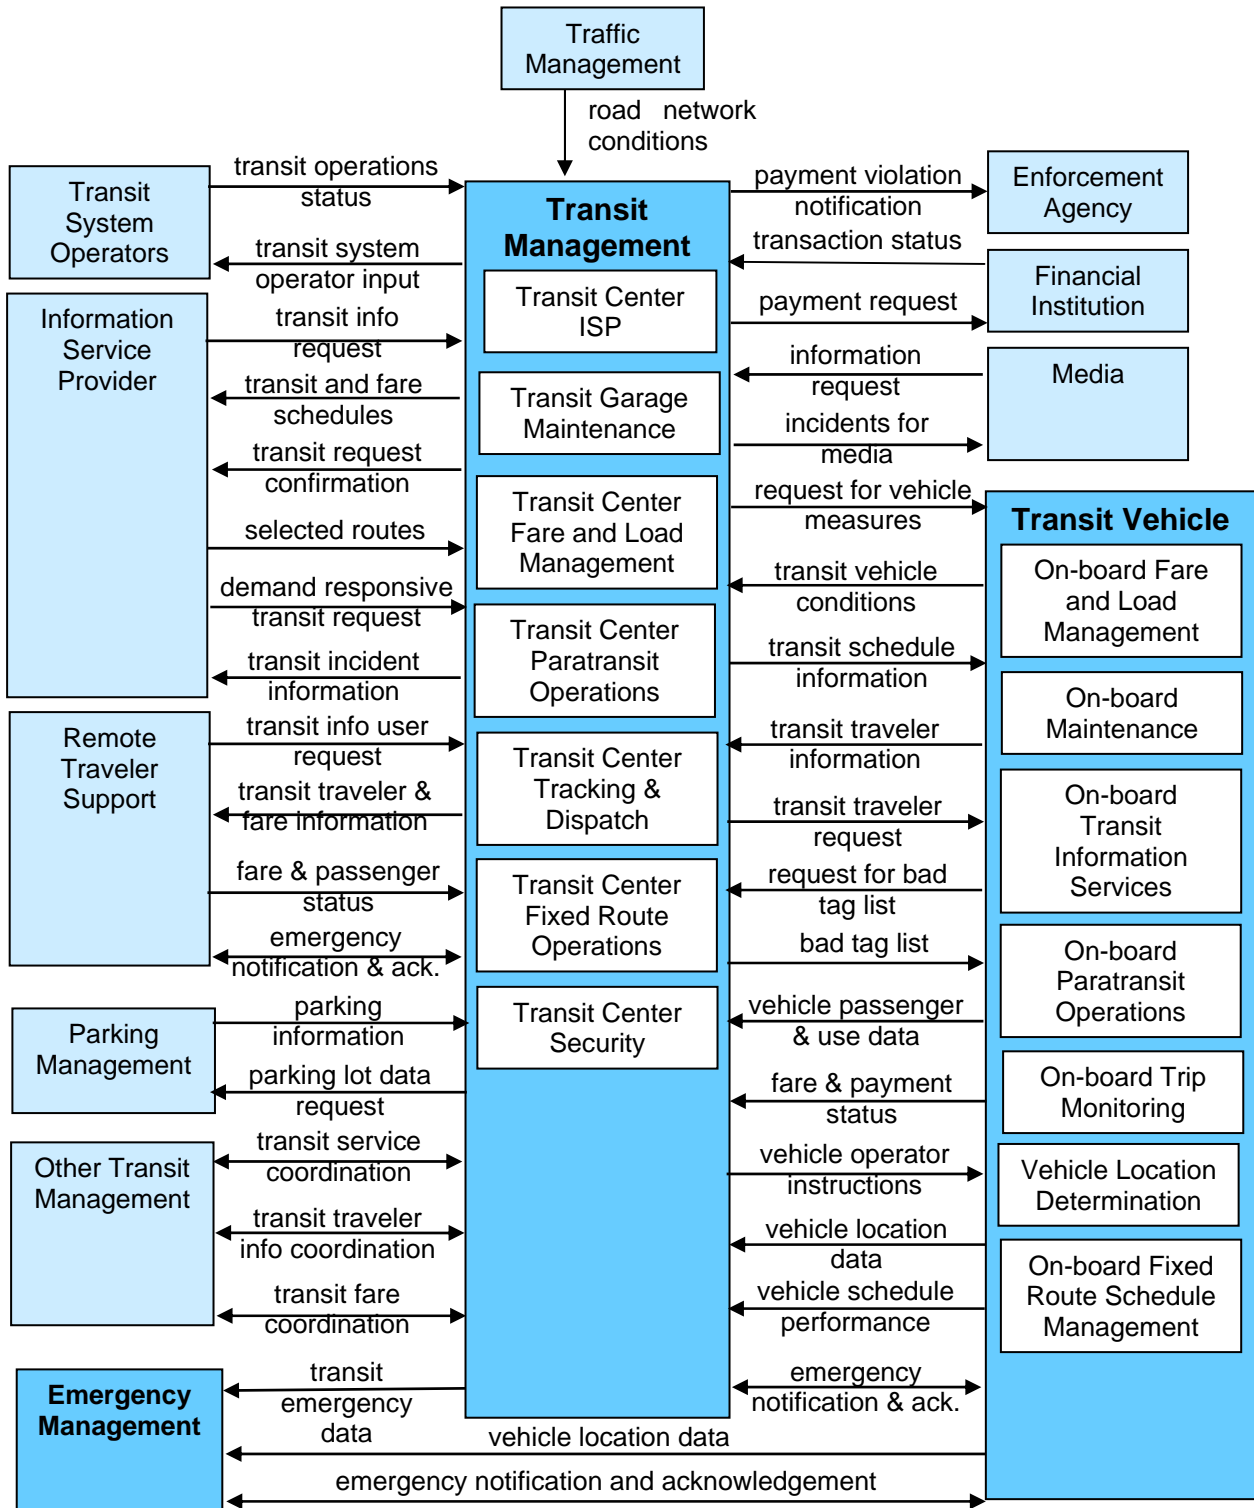 Traffic
Management
road network
conditions
Transit
System
Operators
transit operations
status
transit system
operator input
Information
Service
Provider
transit info
request
transit and fare
schedules
transit request
confirmation
selected routes
demand responsive
transit request
transit incident
information
Remote
Traveler
Support
transit info user
request
transit traveler &
fare information
fare & passenger
status
emergency
notification & ack.
Parking
Management
parking
information
parking lot data
request
Other Transit
Management
transit service
coordination
transit traveler
info coordination
transit fare
coordination
Emergency
Management
transit
emergency
data
Transit
Management
Transit Center
ISP
Transit Garage
Maintenance
Transit Center
Fare and Load
Management
Transit Center
Paratransit
Operations
Transit Center
Tracking &
Dispatch
Transit Center
Fixed Route
Operations
Transit Center
Security
payment violation
notification
Enforcement
Agency
transaction status
payment request
Financial
Institution
information
request
incidents for
media
Media
request for vehicle
measures
transit vehicle
conditions
transit schedule
information
transit traveler
information
transit traveler
request
request for bad
tag list
bad tag list
vehicle passenger
& use data
fare & payment
status
vehicle operator
instructions
vehicle location
data
vehicle schedule
performance
emergency
notification & ack.
Transit Vehicle
On-board Fare
and Load
Management
On-board
Maintenance
On-board
Transit
Information
Services
On-board
Paratransit
Operations
On-board Trip
Monitoring
Vehicle Location
Determination
On-board Fixed
Route Schedule
Management
vehicle location data
emergency notification and acknowledgement